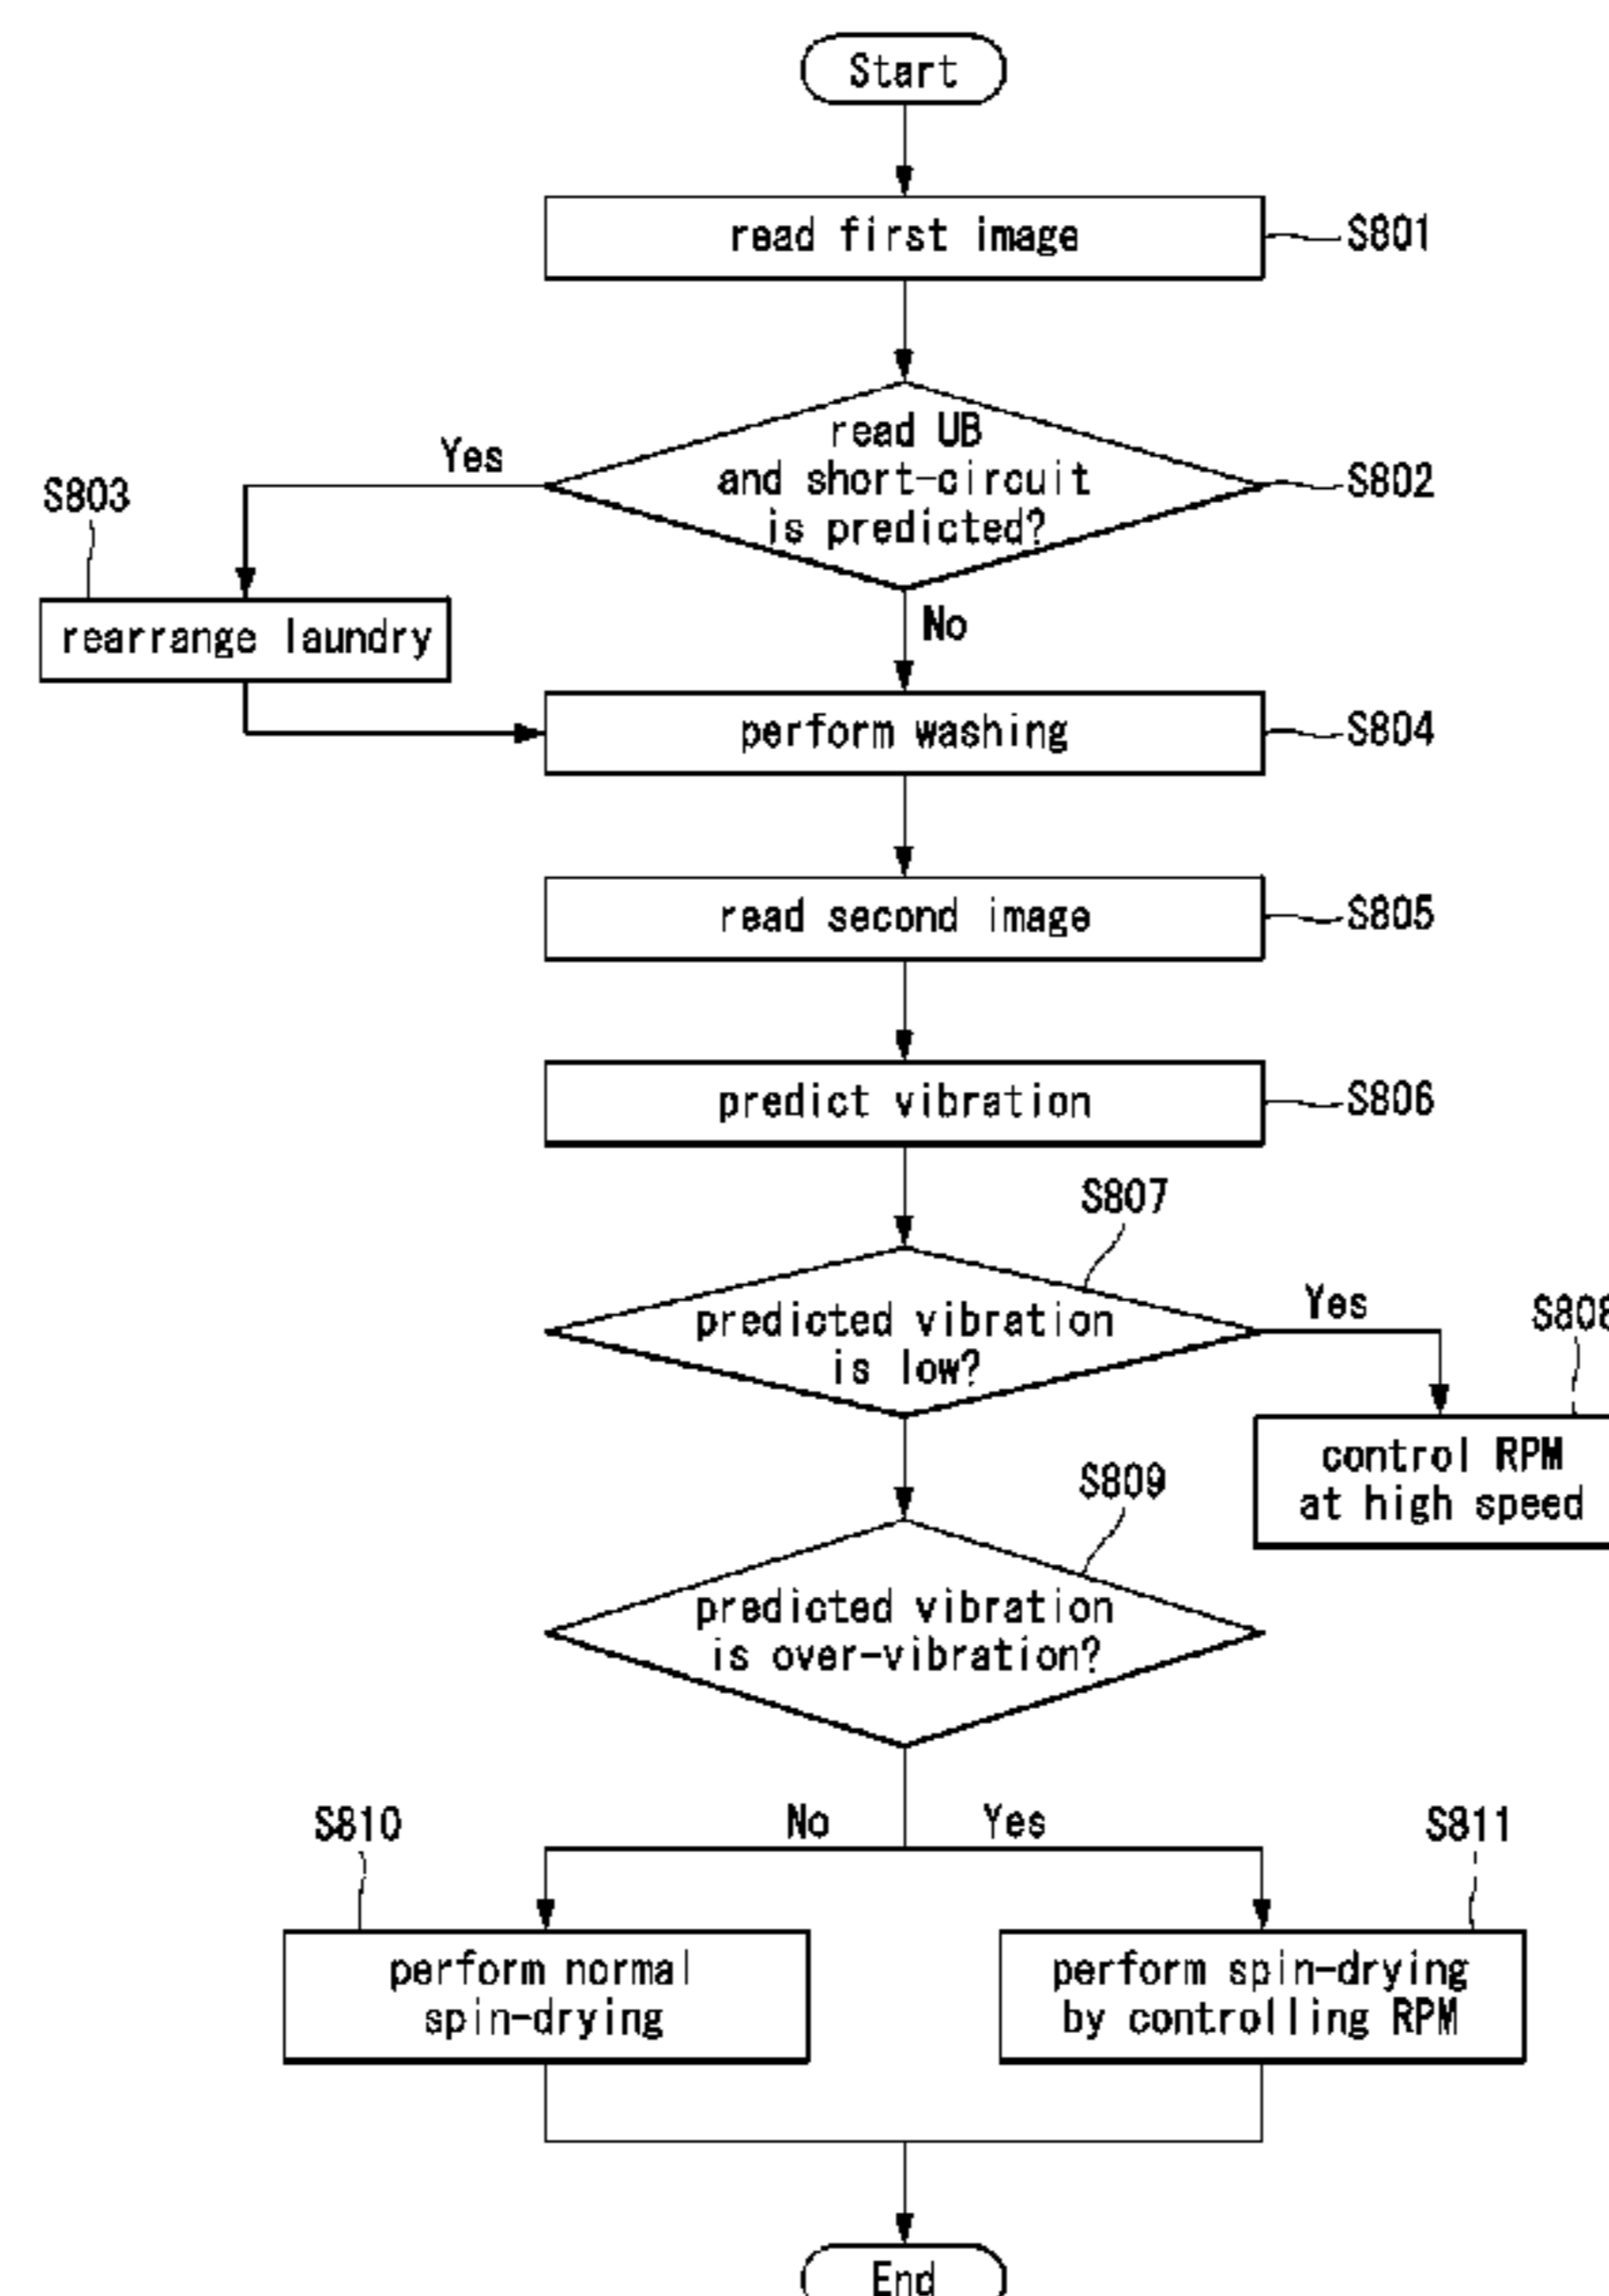 Start
read first image
S801
read UB
and short-circuit
is predicted?
S802
Yes
No
S803
rearrange laundry
perform washing
S804
read second image
S805
predict vibration
S806
S807
predicted vibration
is low?
Yes
S808
control RPM
at high speed
S809
predicted vibration
is over-vibration?
No
Yes
S810
S811
perform normal
spin-drying
perform spin-drying
by controlling RPM
End